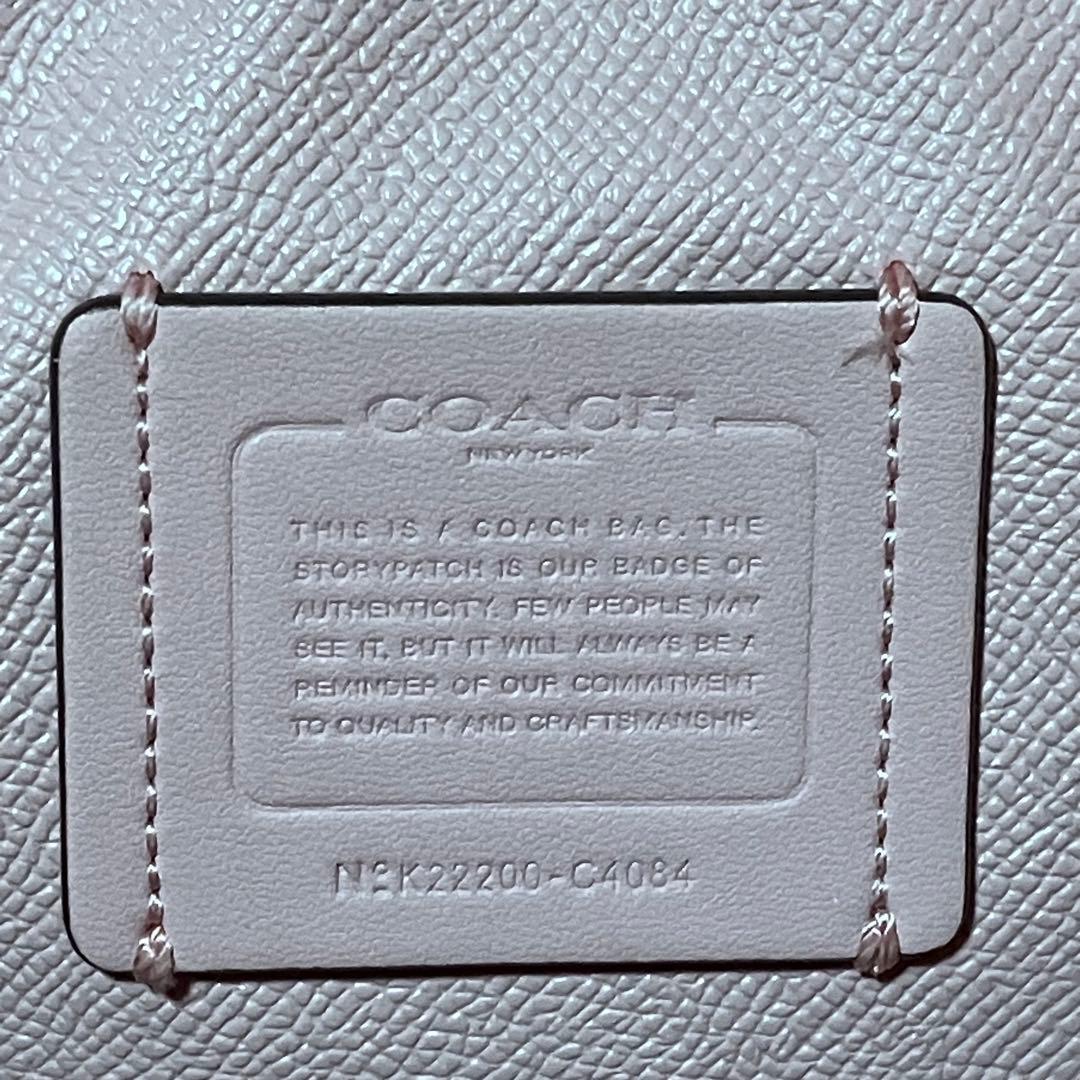 COACH
NEW YORK
THIS IS A COACH BAG. THE
STORYPATCH IS OUR BADGE OF
AUTHENTICITY. FEW PEOPLE MAY
SEE IT, BUT IT WILL ALWAYS BE A
REMINDER OF OUR COMMITMENT
TO QUALITY AND CRAFTSMANSHIP.
N2K22200-C4084